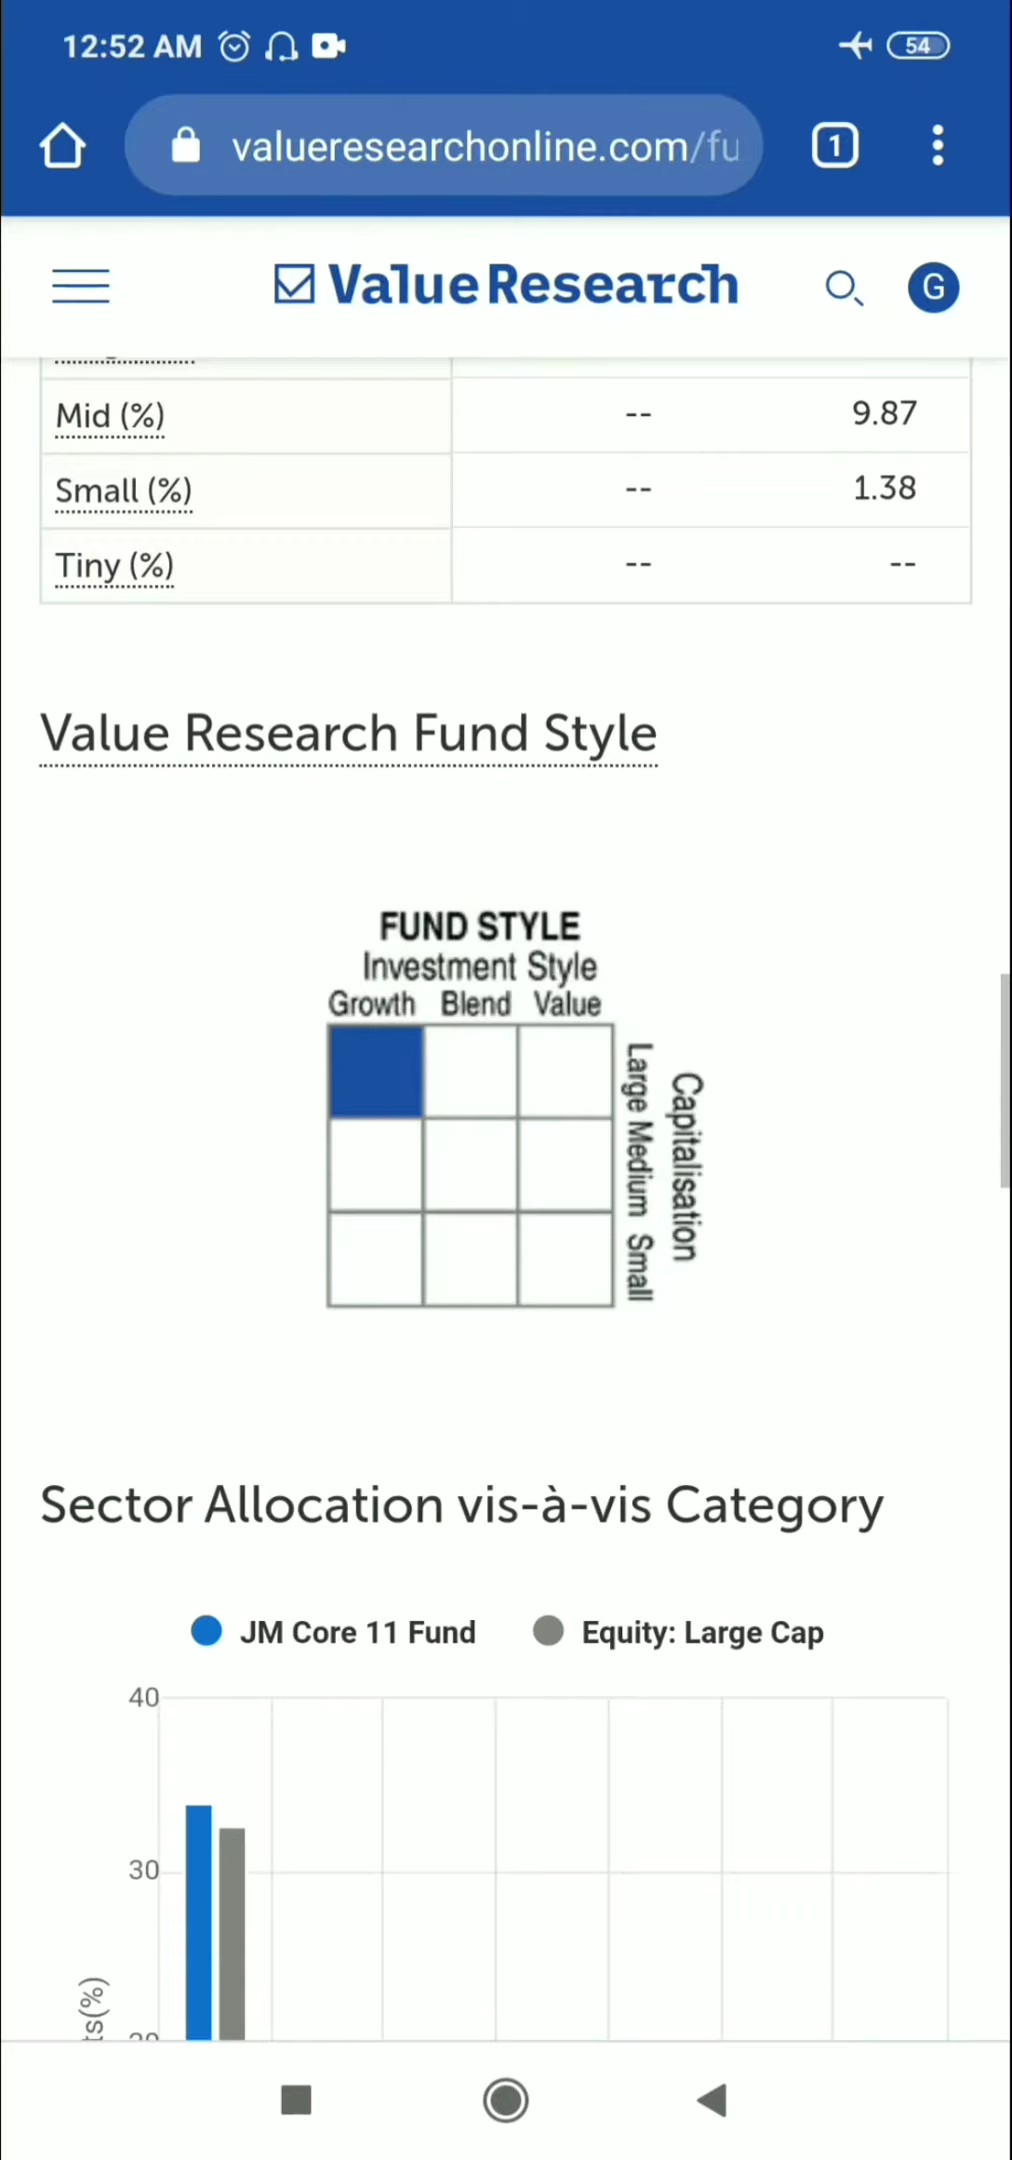 12:52 AM
54
valueresearchonline.com/fu
1
Value Research
G
Mid (%) -- 9.87
Small (%) -- 1.38
Tiny (%) -- --
Value Research Fund Style
FUND STYLE
Investment Style
Growth Blend Value
Large Medium Small
Capitalisation
Sector Allocation vis-à-vis Category
JM Core 11 Fund Equity: Large Cap
40
30